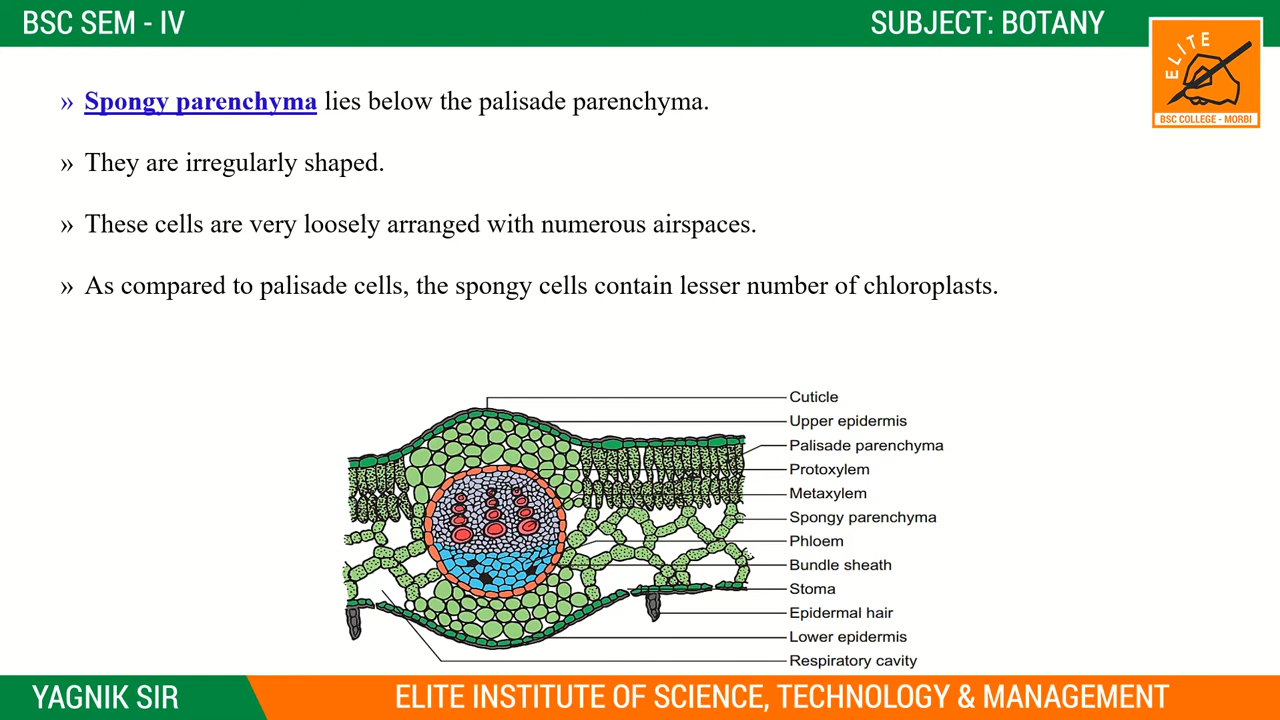 BSC SEM - IV
SUBJECT: BOTANY
ELITE
BSC COLLEGE - MORBI
» Spongy parenchyma lies below the palisade parenchyma.
» They are irregularly shaped.
» These cells are very loosely arranged with numerous airspaces.
» As compared to palisade cells, the spongy cells contain lesser number of chloroplasts.
Cuticle
Upper epidermis
Palisade parenchyma
Protoxylem
Metaxylem
Spongy parenchyma
Phloem
Bundle sheath
Stoma
Epidermal hair
Lower epidermis
Respiratory cavity
YAGNIK SIR
ELITE INSTITUTE OF SCIENCE, TECHNOLOGY & MANAGEMENT